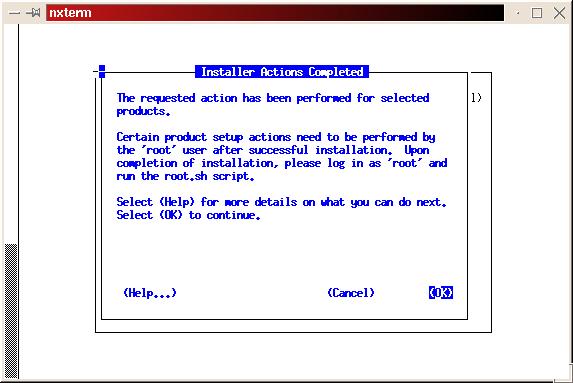 nxterm
Installer Actions Completed
The requested action has been performed for selected
products.
l)
Certain product setup actions need to be performed by
the 'root' user after successful installation.  Upon
completion of installation, please log in as 'root' and
run the root.sh script.
Select (Help) for more details on what you can do next.
Select (OK) to continue.
(Help...) (Cancel) (OK)